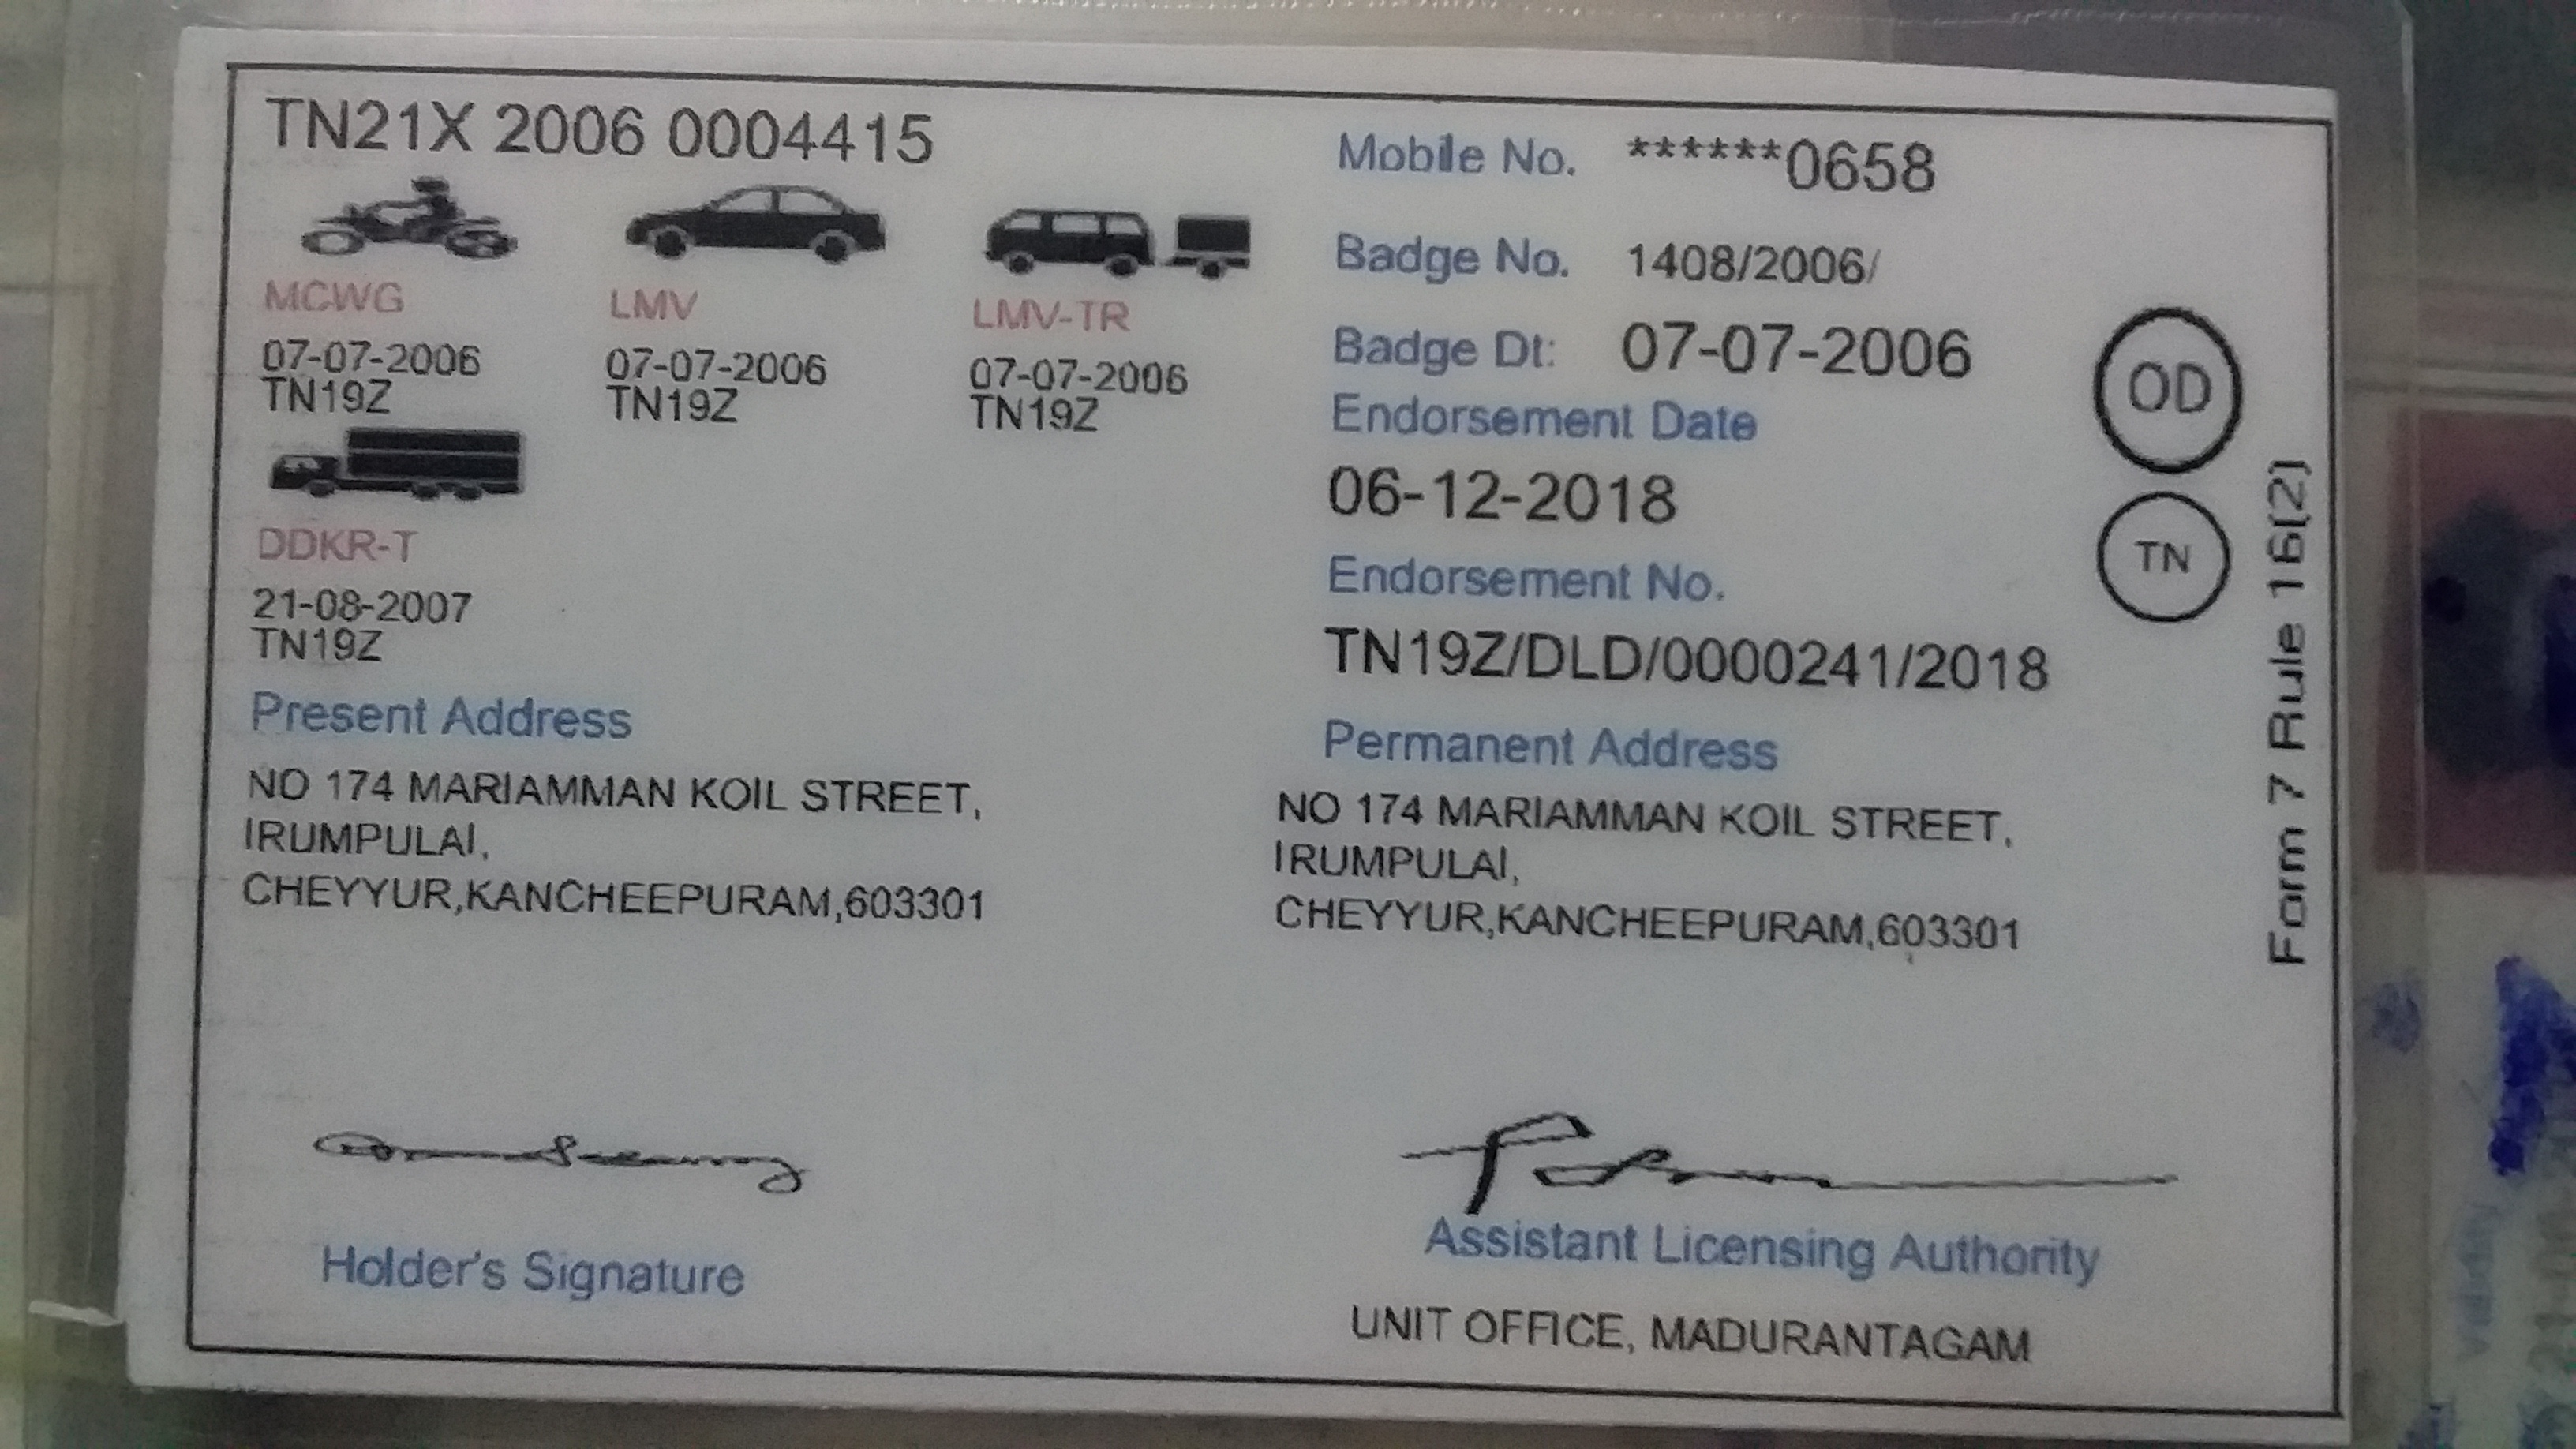 TN21X 2006 0004415
MCWG
07-07-2006
TN19Z
LMV
07-07-2006
TN19Z
LMV-TR
07-07-2006
TN19Z
DDKR-T
21-08-2007
TN19Z
Mobile No. ******0658
Badge No. 1408/2006/
Badge Dt: 07-07-2006
Endorsement Date
06-12-2018
Endorsement No.
TN19Z/DLD/0000241/2018
OD
TN
Form 7 Rule 16(2)
Present Address
NO 174 MARIAMMAN KOIL STREET,
IRUMPULAI,
CHEYYUR,KANCHEEPURAM,603301
Permanent Address
NO 174 MARIAMMAN KOIL STREET,
IRUMPULAI,
CHEYYUR,KANCHEEPURAM,603301
Holder's Signature
Assistant Licensing Authority
UNIT OFFICE, MADURANTAGAM